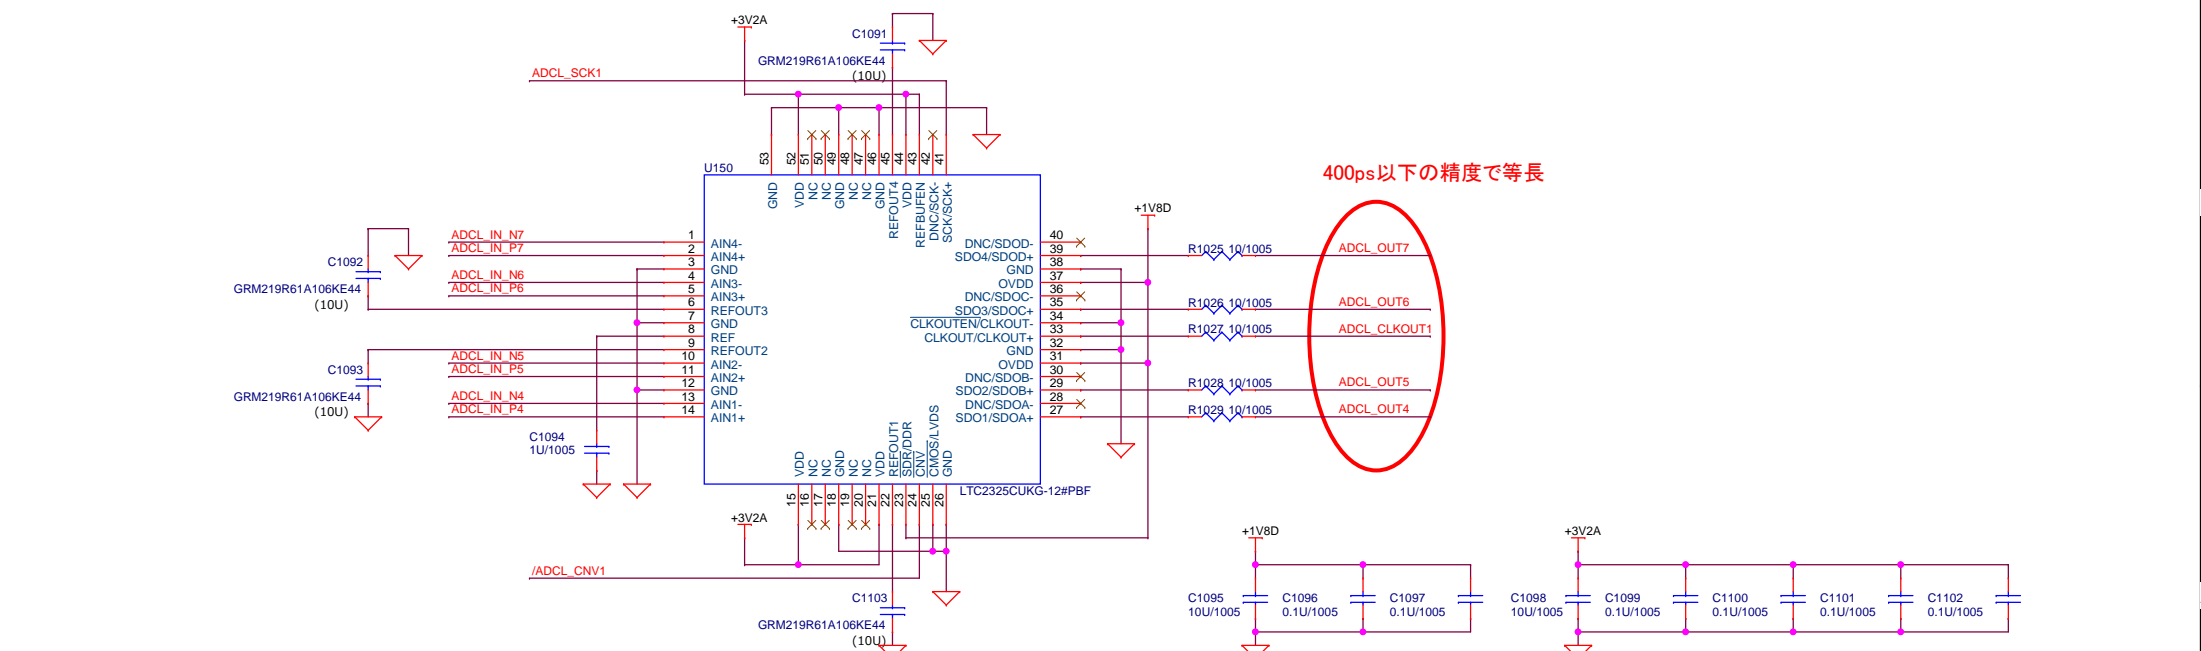 +3V2A
C1091
GRM219R61A106KE44
(10U)
ADCL_SCK1
53
52
51
50
49
48
47
46
45
44
43
42
41
U150
GND
VDD
NC
NC
GND
NC
NC
GND
REFOUT4
VDD
REFBUFEN
DNC/SCK-
SCK/SCK+
400ps以下の精度で等長
+1V8D
ADCL_IN_N7
1
AIN4-
ADCL_IN_P7
2
AIN4+
3
GND
ADCL_IN_N6
4
AIN3-
ADCL_IN_P6
5
AIN3+
6
REFOUT3
7
GND
8
REF
9
REFOUT2
ADCL_IN_N5
10
AIN2-
ADCL_IN_P5
11
AIN2+
12
GND
ADCL_IN_N4
13
AIN1-
ADCL_IN_P4
14
AIN1+
C1092
GRM219R61A106KE44
(10U)
C1093
GRM219R61A106KE44
(10U)
C1094
1U/1005
DNC/SDOD-
40
SDO4/SDOD+
39
R1025 10/1005
ADCL_OUT7
GND
38
OVDD
37
DNC/SDOC-
36
SDO3/SDOC+
35
R1026 10/1005
ADCL_OUT6
CLKOUTEN/CLKOUT-
34
CLKOUT/CLKOUT+
33
R1027 10/1005
ADCL_CLKOUT1
GND
32
OVDD
31
DNC/SDOB-
30
SDO2/SDOB+
29
R1028 10/1005
ADCL_OUT5
DNC/SDOA-
28
SDO1/SDOA+
27
R1029 10/1005
ADCL_OUT4
VDD
NC
NC
GND
NC
NC
VDD
REFOUT1
SDR/DDR
CNV
CMOS/LVDS
GND
15
16
17
18
19
20
21
22
23
24
25
26
LTC2325CUKG-12#PBF
+3V2A
/ADCL_CNV1
C1103
GRM219R61A106KE44
(10U)
+1V8D
C1095
10U/1005
C1096
0.1U/1005
C1097
0.1U/1005
+3V2A
C1098
10U/1005
C1099
0.1U/1005
C1100
0.1U/1005
C1101
0.1U/1005
C1102
0.1U/1005